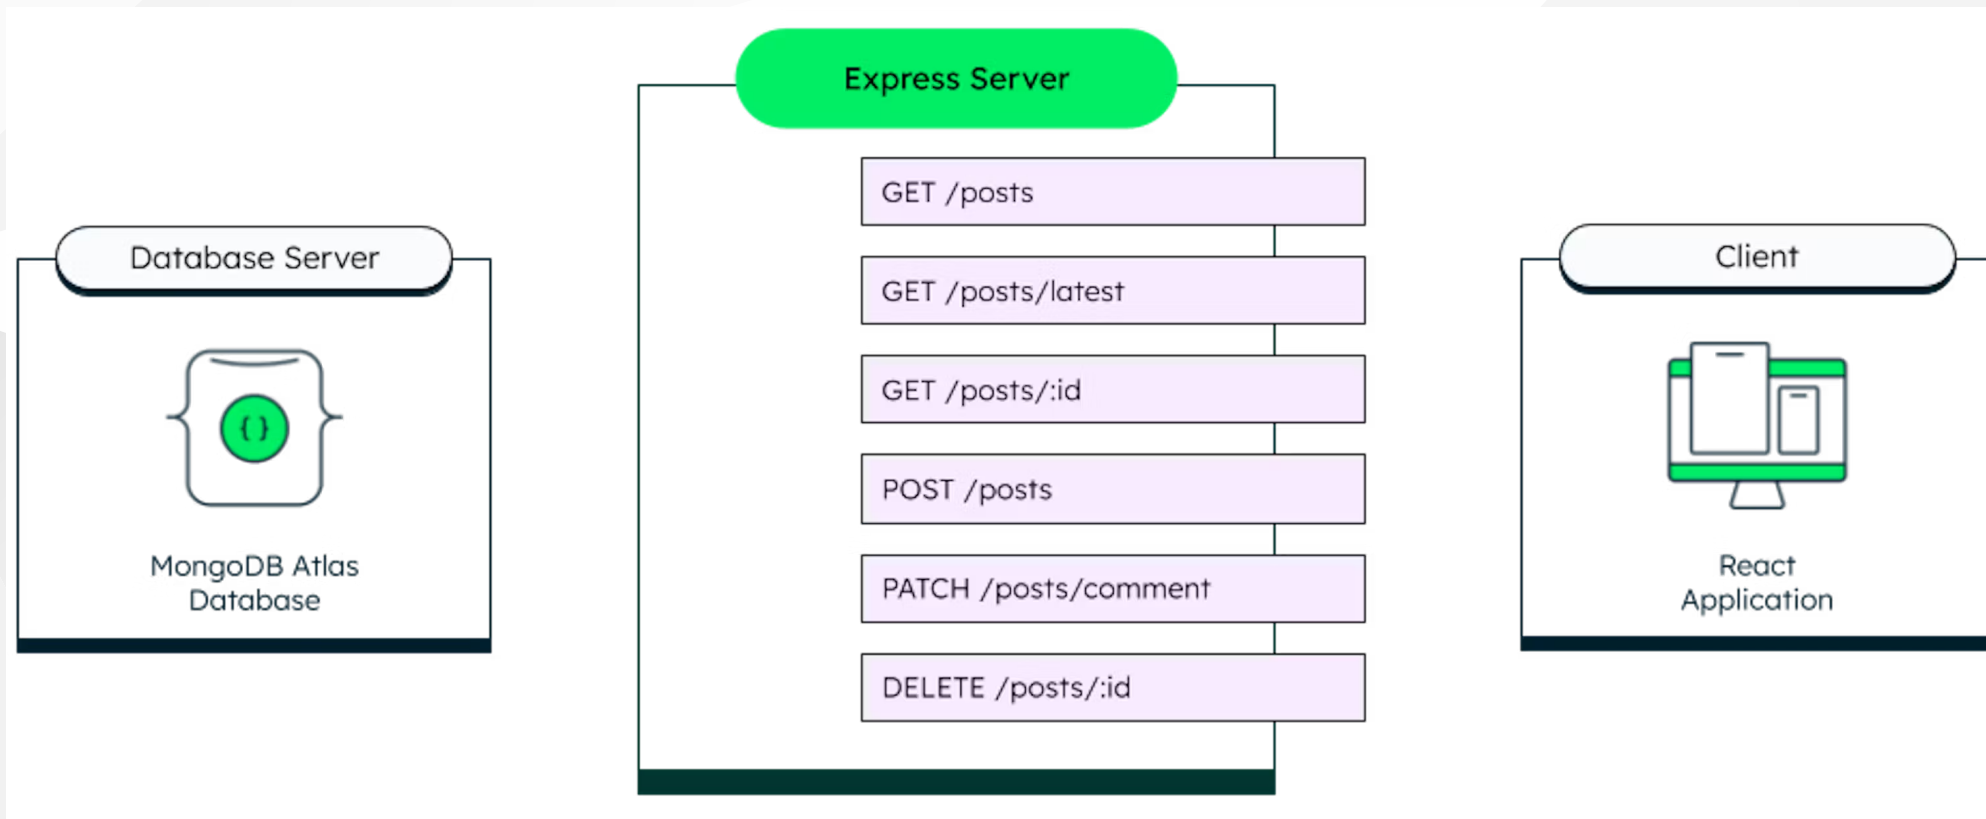 Express Server
GET /posts
GET /posts/latest
GET /posts/:id
POST /posts
PATCH /posts/comment
DELETE /posts/:id
Database Server
{ }
MongoDB Atlas
Database
Client
React
Application